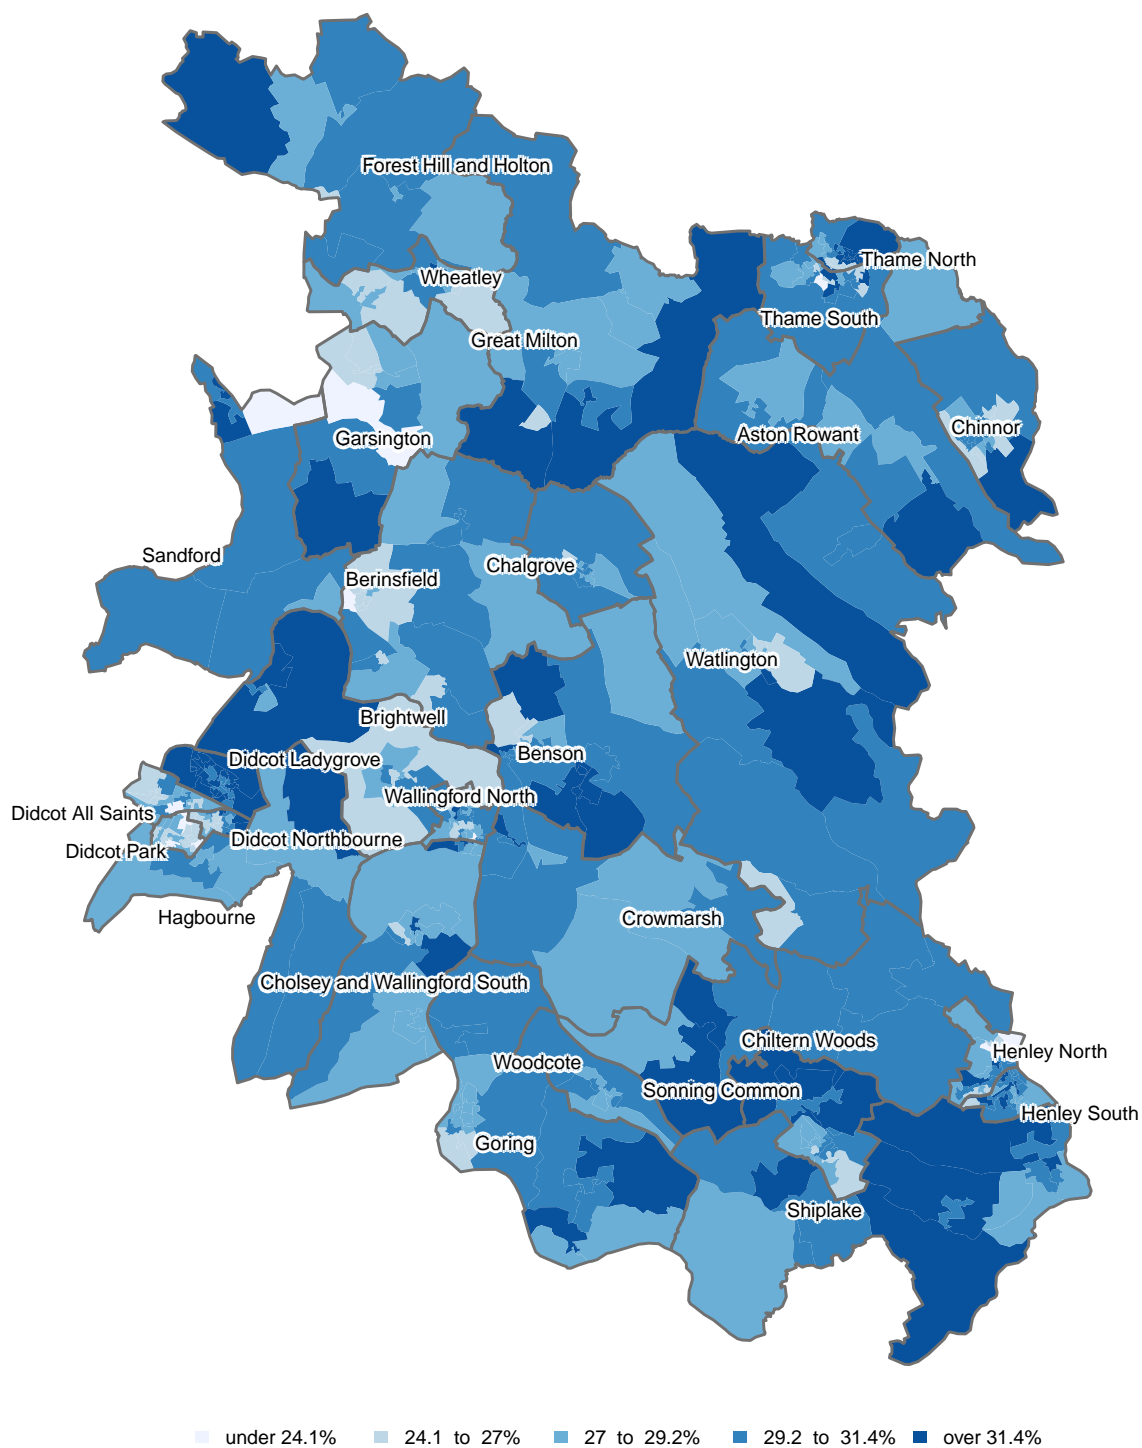 Forest Hill and Holton
Thame North
Wheatley
Thame South
Great Milton
Chinnor
Aston Rowant
Garsington
Sandford
Chalgrove
Berinsfield
Watlington
Brightwell
Benson
Didcot Ladygrove
Wallingford North
Didcot All Saints
Didcot Northbourne
Didcot Park
Hagbourne
Crowmarsh
Cholsey and Wallingford South
Chiltern Woods
Henley North
Woodcote
Sonning Common
Henley South
Goring
Shiplake
under 24.1% 24.1 to 27% 27 to 29.2% 29.2 to 31.4% over 31.4%